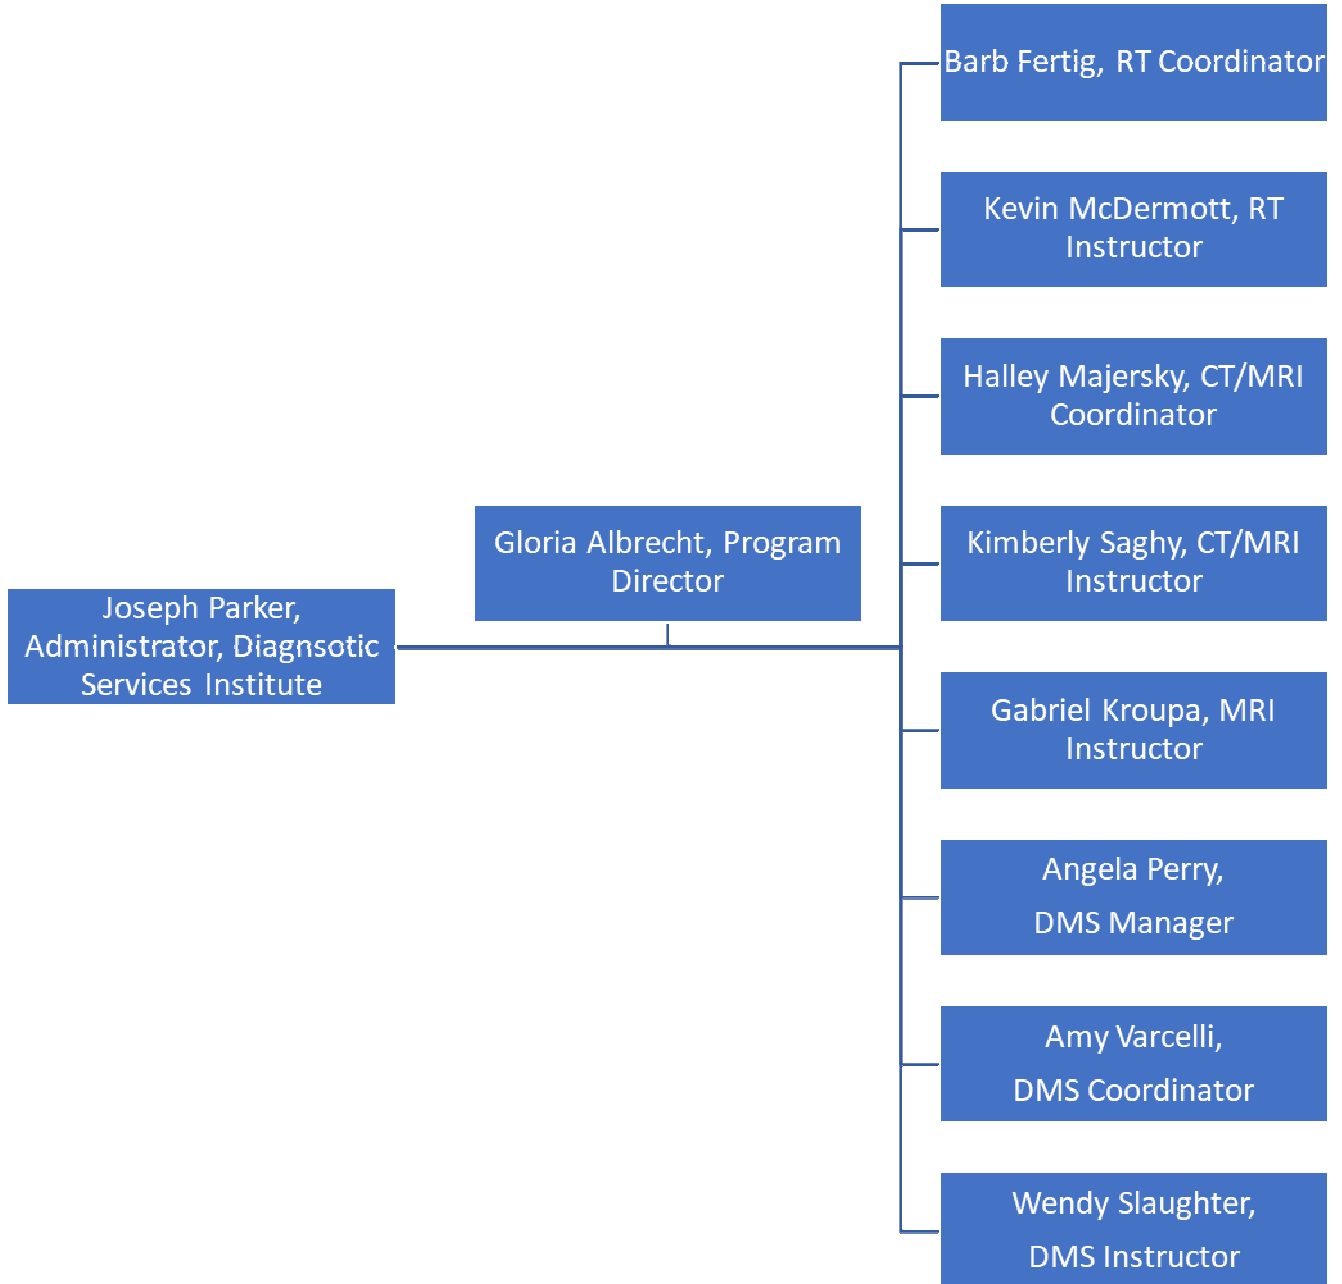 Barb Fertig, RT Coordinator
Kevin McDermott, RT
Instructor
Halley Majersky, CT/MRI
Coordinator
Gloria Albrecht, Program
Director
Kimberly Saghy, CT/MRI
Instructor
Joseph Parker,
Administrator, Diagnsotic
Services Institute
Gabriel Kroupa, MRI
Instructor
Angela Perry,
DMS Manager
Amy Varcelli,
DMS Coordinator
Wendy Slaughter,
DMS Instructor